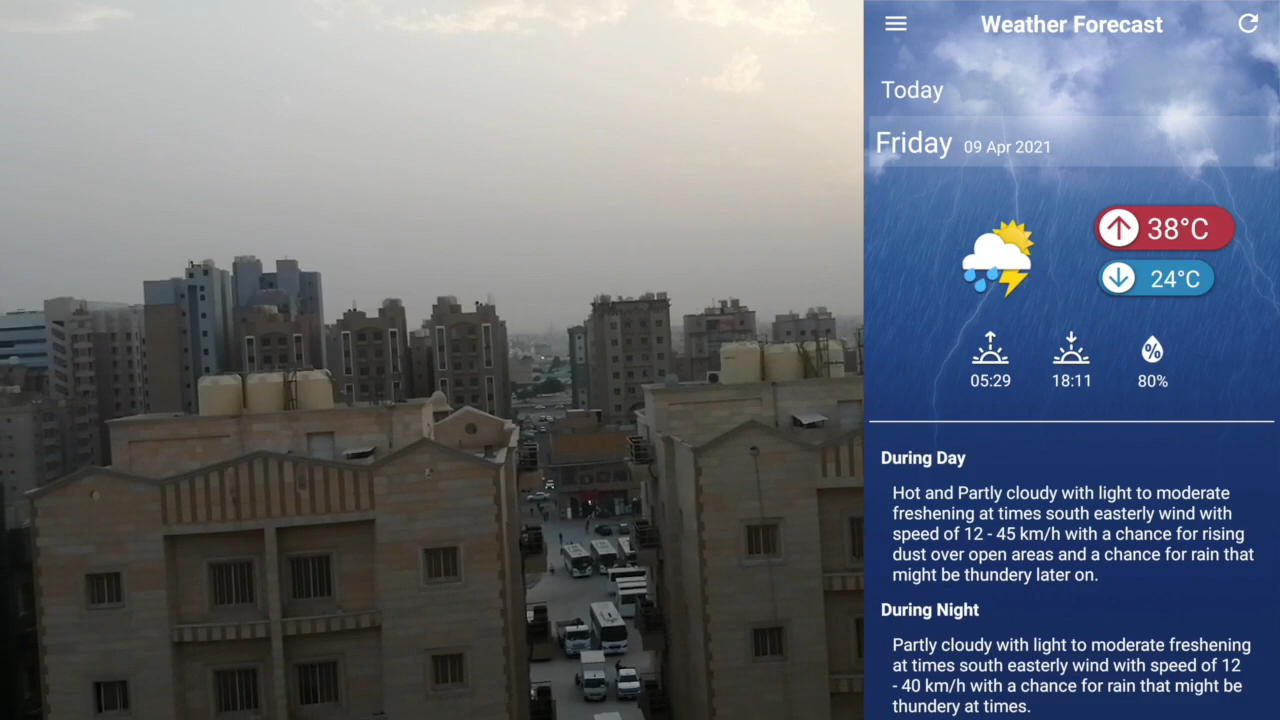 Weather Forecast
Today
Friday 09 Apr 2021
38°C
24°C
05:29 18:11 80%
During Day
Hot and Partly cloudy with light to moderate
freshening at times south easterly wind with
speed of 12 - 45 km/h with a chance for rising
dust over open areas and a chance for rain that
might be thundery later on.
During Night
Partly cloudy with light to moderate freshening
at times south easterly wind with speed of 12
- 40 km/h with a chance for rain that might be
thundery at times.